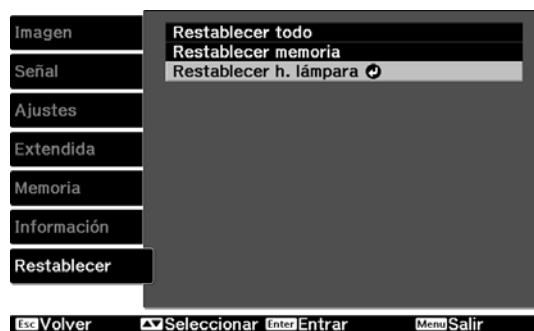 Imagen
Señal
Ajustes
Extendida
Memoria
Información
Restablecer
Restablecer todo
Restablecer memoria
Restablecer h. lámpara
Esc Volver Seleccionar Enter Entrar Menu Salir